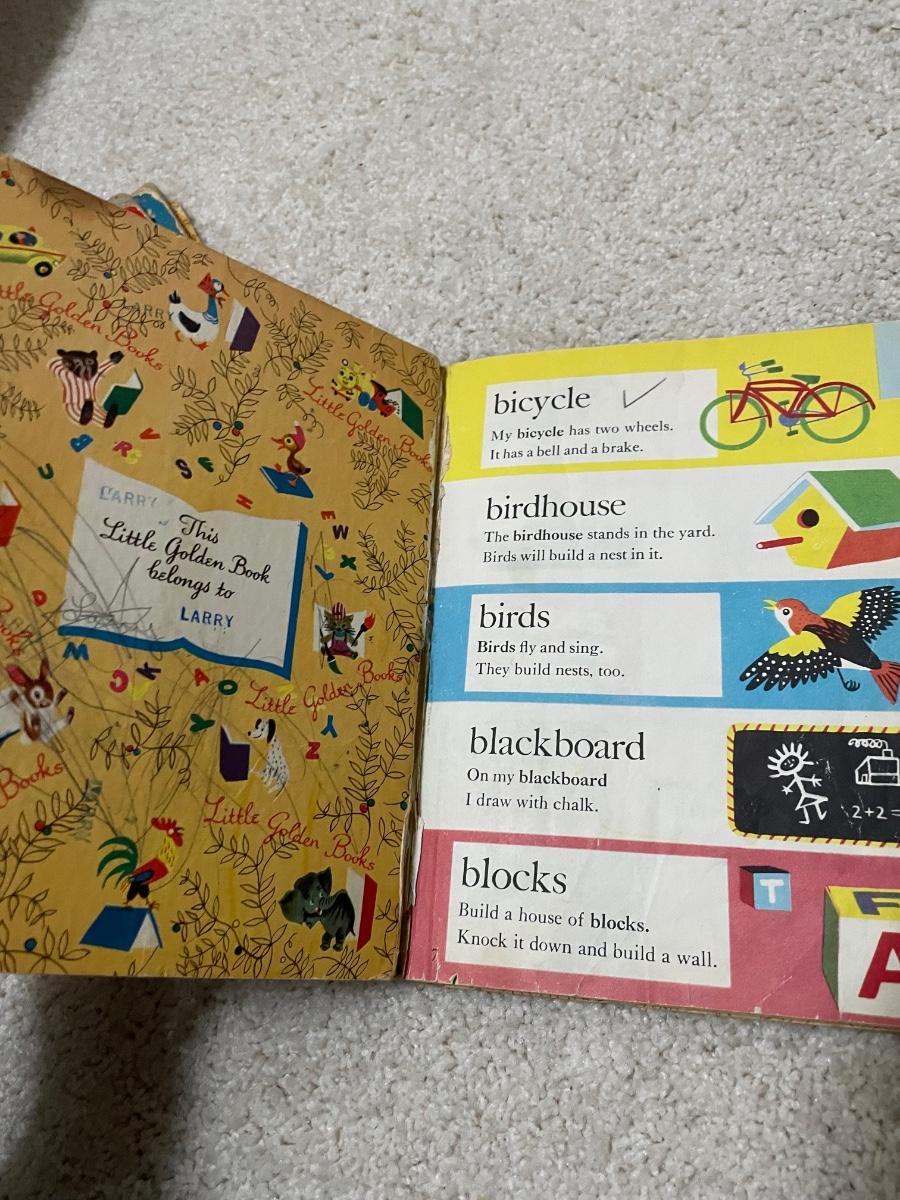 Little Golden Books
LARRY
Little Golden Books
U B R S V S F H
LARRY
This
Little Golden Book
belongs to
LARRY
E W X L
D W C K A O Y Y Z
Little Golden Books
Books
Little Golden Books
LARRY
bicycle
My bicycle has two wheels.
It has a bell and a brake.
birdhouse
The birdhouse stands in the yard.
Birds will build a nest in it.
birds
Birds fly and sing.
They build nests, too.
blackboard
On my blackboard
I draw with chalk.
2+2=
blocks
Build a house of blocks.
Knock it down and build a wall.
T
A